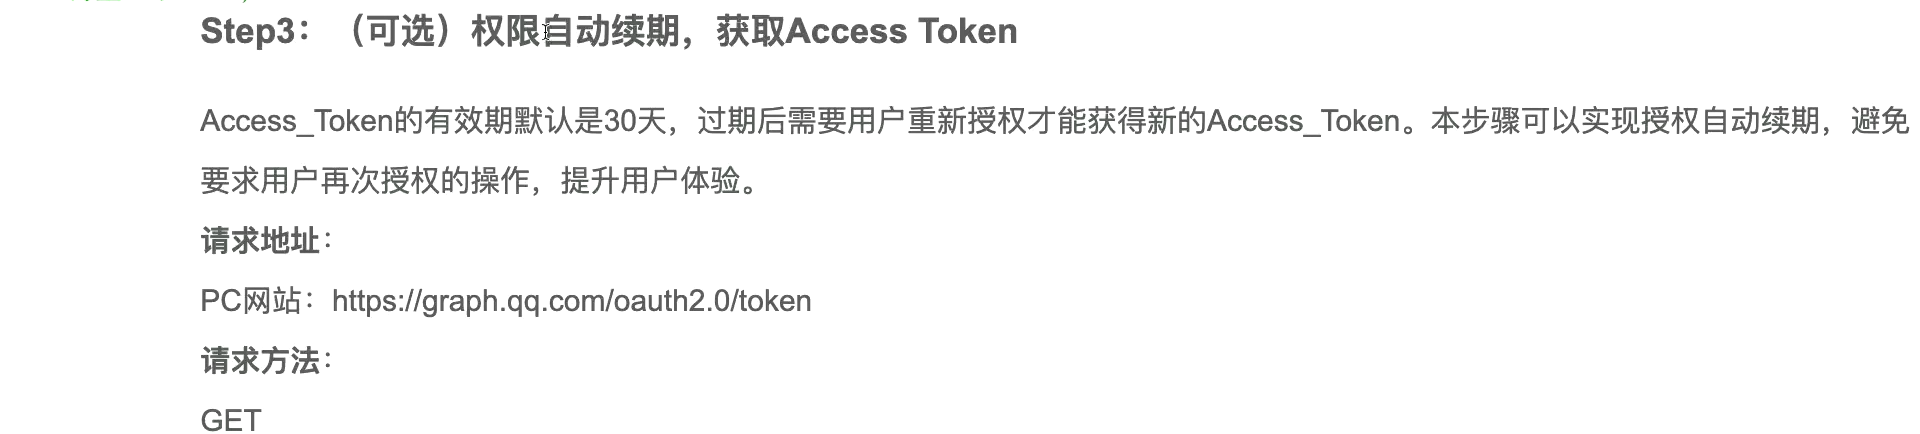 Step3：（可选）权限自动续期，获取Access Token
Access_Token的有效期默认是30天，过期后需要用户重新授权才能获得新的Access_Token。本步骤可以实现授权自动续期，避免
要求用户再次授权的操作，提升用户体验。
请求地址：
PC网站：https://graph.qq.com/oauth2.0/token
请求方法：
GET